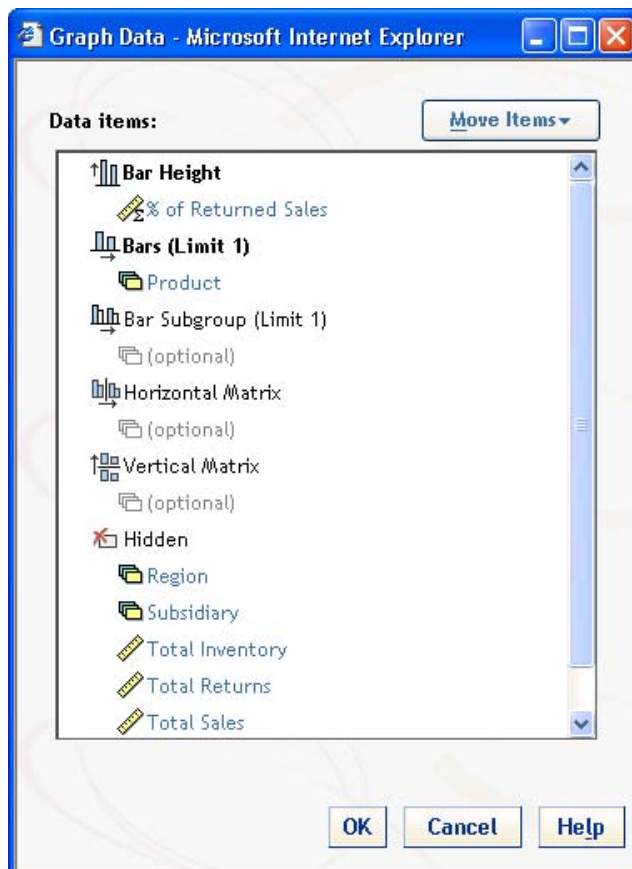 Graph Data - Microsoft Internet Explorer
Data items:
Move Items
Bar Height
% of Returned Sales
Bars (Limit 1)
Product
Bar Subgroup (Limit 1)
(optional)
Horizontal Matrix
(optional)
Vertical Matrix
(optional)
Hidden
Region
Subsidiary
Total Inventory
Total Returns
Total Sales
OK Cancel Help